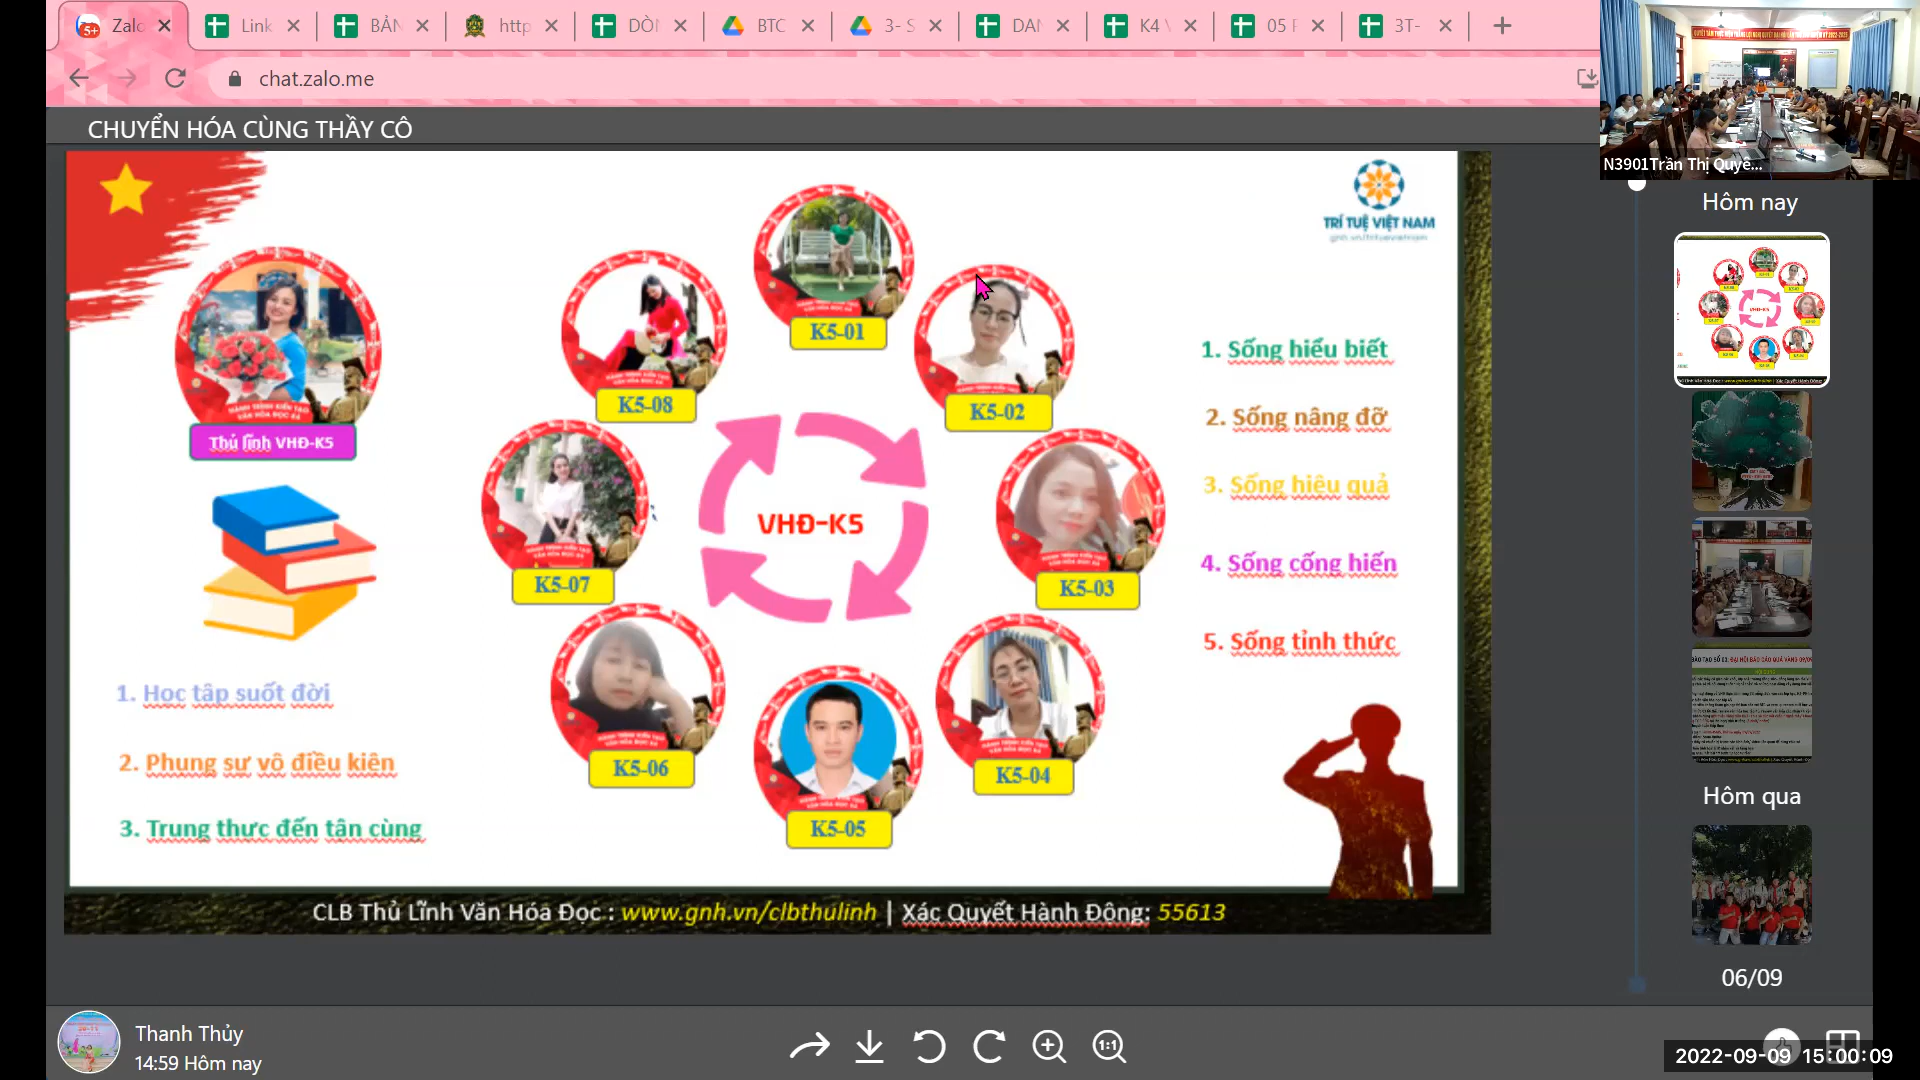 Zalo
Link
BẢN
http
DÒN
BTC
3- S
DAN
K4 V
05 F
3T-
chat.zalo.me
CHUYỂN HÓA CÙNG THẦY CÔ
N3901Trần Thị Quyê...
TRÍ TUỆ VIỆT NAM
Thủ lĩnh VHĐ-K5
K5-01
K5-02
K5-03
K5-04
K5-05
K5-06
K5-07
K5-08
VHĐ-K5
1. Sống hiểu biết
2. Sống nâng đỡ
3. Sống hiệu quả
4. Sống cống hiến
5. Sống tỉnh thức
1. Học tập suốt đời
2. Phụng sự vô điều kiện
3. Trung thực đến tận cùng
CLB Thủ Lĩnh Văn Hóa Đọc : www.gnh.vn/clbthulinh | Xác Quyết Hành Động: 55613
Hôm nay
Hôm qua
06/09
Thanh Thủy
14:59 Hôm nay
1:1
2022-09-09 15:00:09